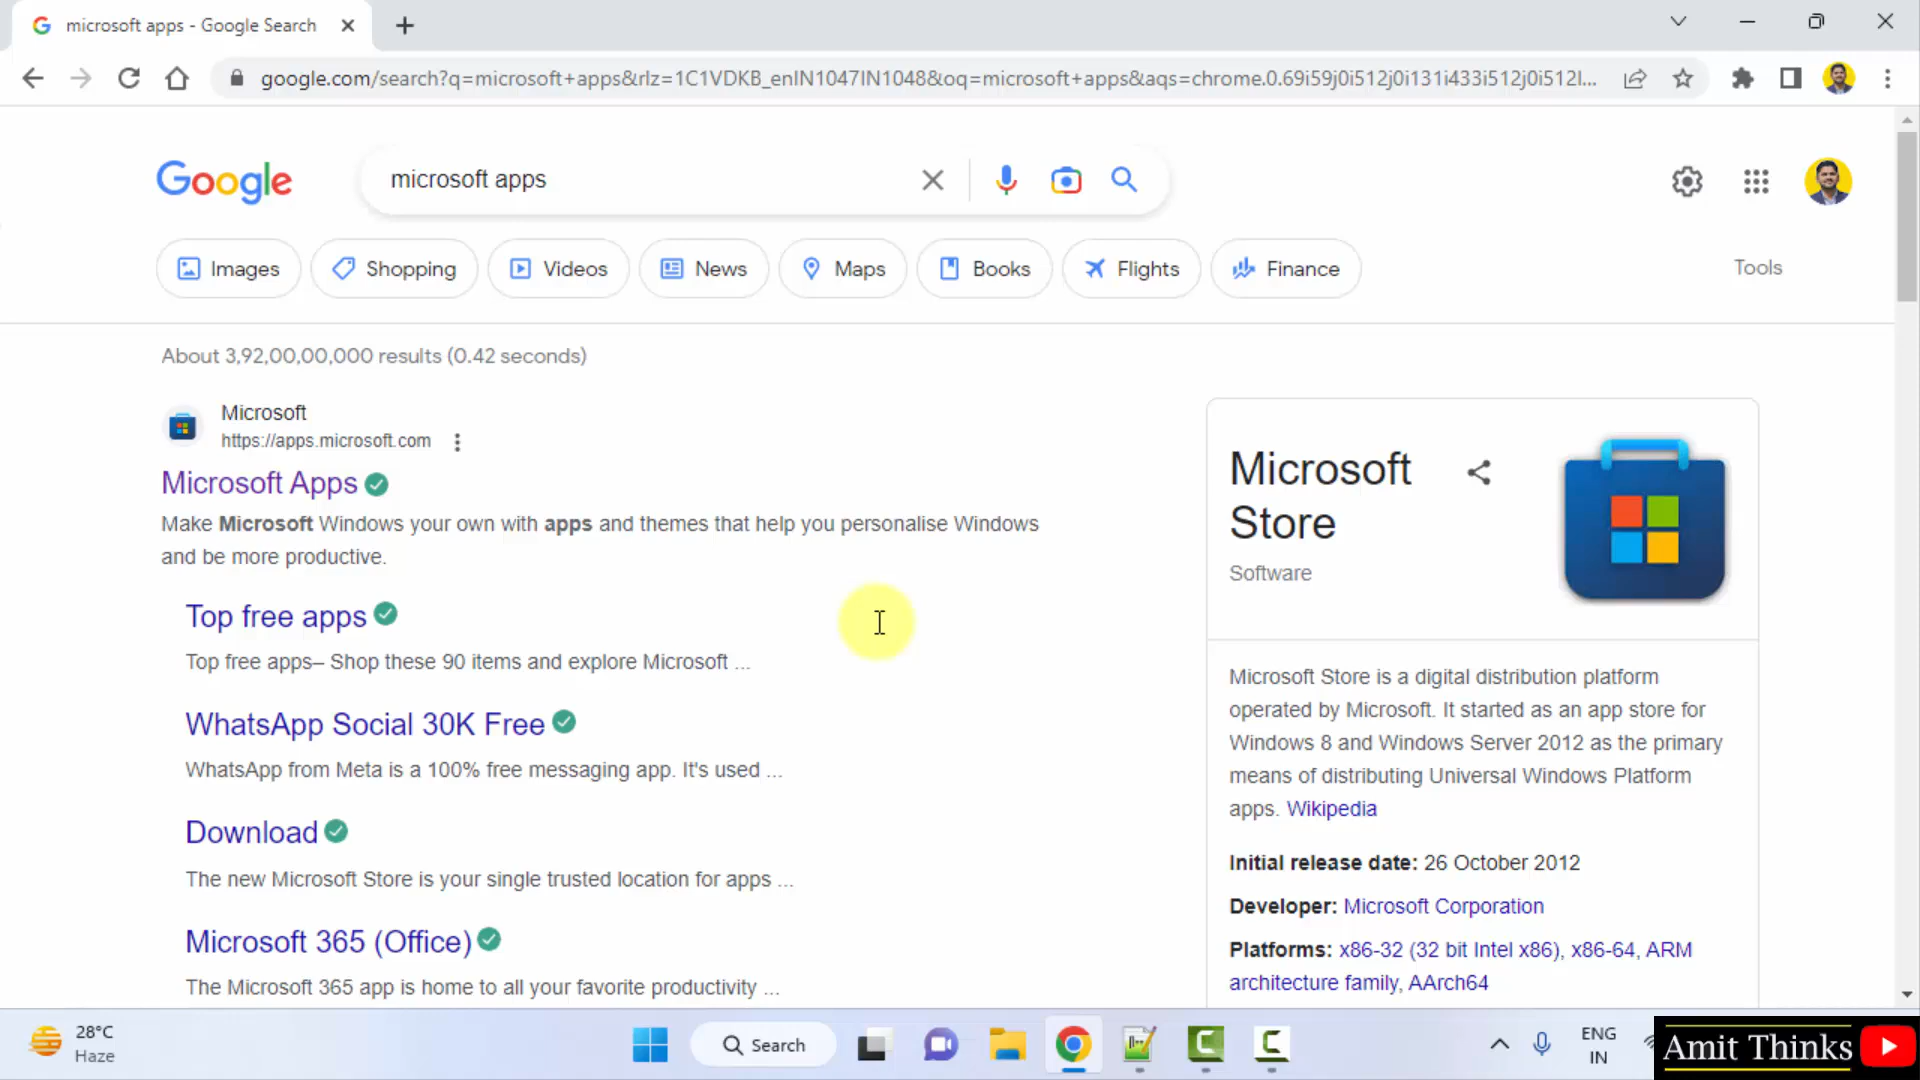 microsoft apps - Google Search
google.com/search?q=microsoft+apps&rlz=1C1VDKB_enIN1047IN1048&oq=microsoft+apps&aqs=chrome.0.69i59j0i512j0i131i433i512j0i512l...
Google
microsoft apps
Images
Shopping
Videos
News
Maps
Books
Flights
Finance
Tools
About 3,92,00,00,000 results (0.42 seconds)
Microsoft
https://apps.microsoft.com
Microsoft Apps
Make Microsoft Windows your own with apps and themes that help you personalise Windows
and be more productive.
Top free apps
Top free apps– Shop these 90 items and explore Microsoft ...
WhatsApp Social 30K Free
WhatsApp from Meta is a 100% free messaging app. It's used ...
Download
The new Microsoft Store is your single trusted location for apps ...
Microsoft 365 (Office)
The Microsoft 365 app is home to all your favorite productivity ...
Microsoft
Store
Software
Microsoft Store is a digital distribution platform
operated by Microsoft. It started as an app store for
Windows 8 and Windows Server 2012 as the primary
means of distributing Universal Windows Platform
apps. Wikipedia
Initial release date: 26 October 2012
Developer: Microsoft Corporation
Platforms: x86-32 (32 bit Intel x86), x86-64, ARM
architecture family, AArch64
28°C
Haze
Search
ENG
IN
Amit Thinks